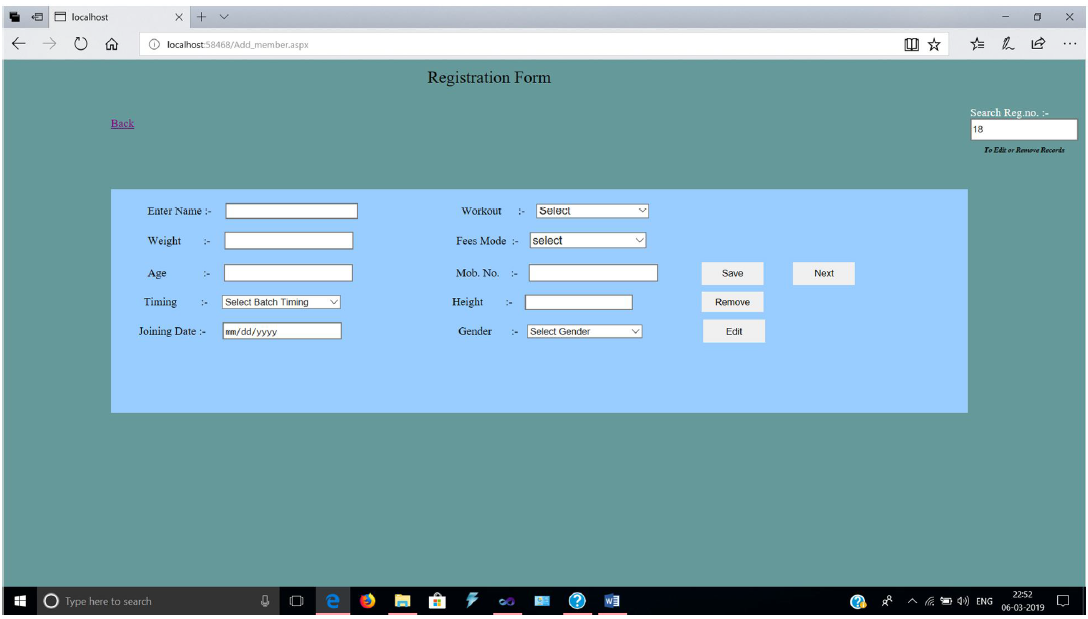 localhost
localhost:58468/Add_member.aspx
Registration Form
Search Reg.no. :-
Back
18
To Edit or Remove Records
Enter Name :-
Workout :- Select
Weight :-
Fees Mode :- select
Age :-
Mob. No. :-
Save
Next
Timing :- Select Batch Timing
Height :-
Remove
Joining Date :- mm/dd/yyyy
Gender :- Select Gender
Edit
Type here to search
ENG
22:52
06-03-2019